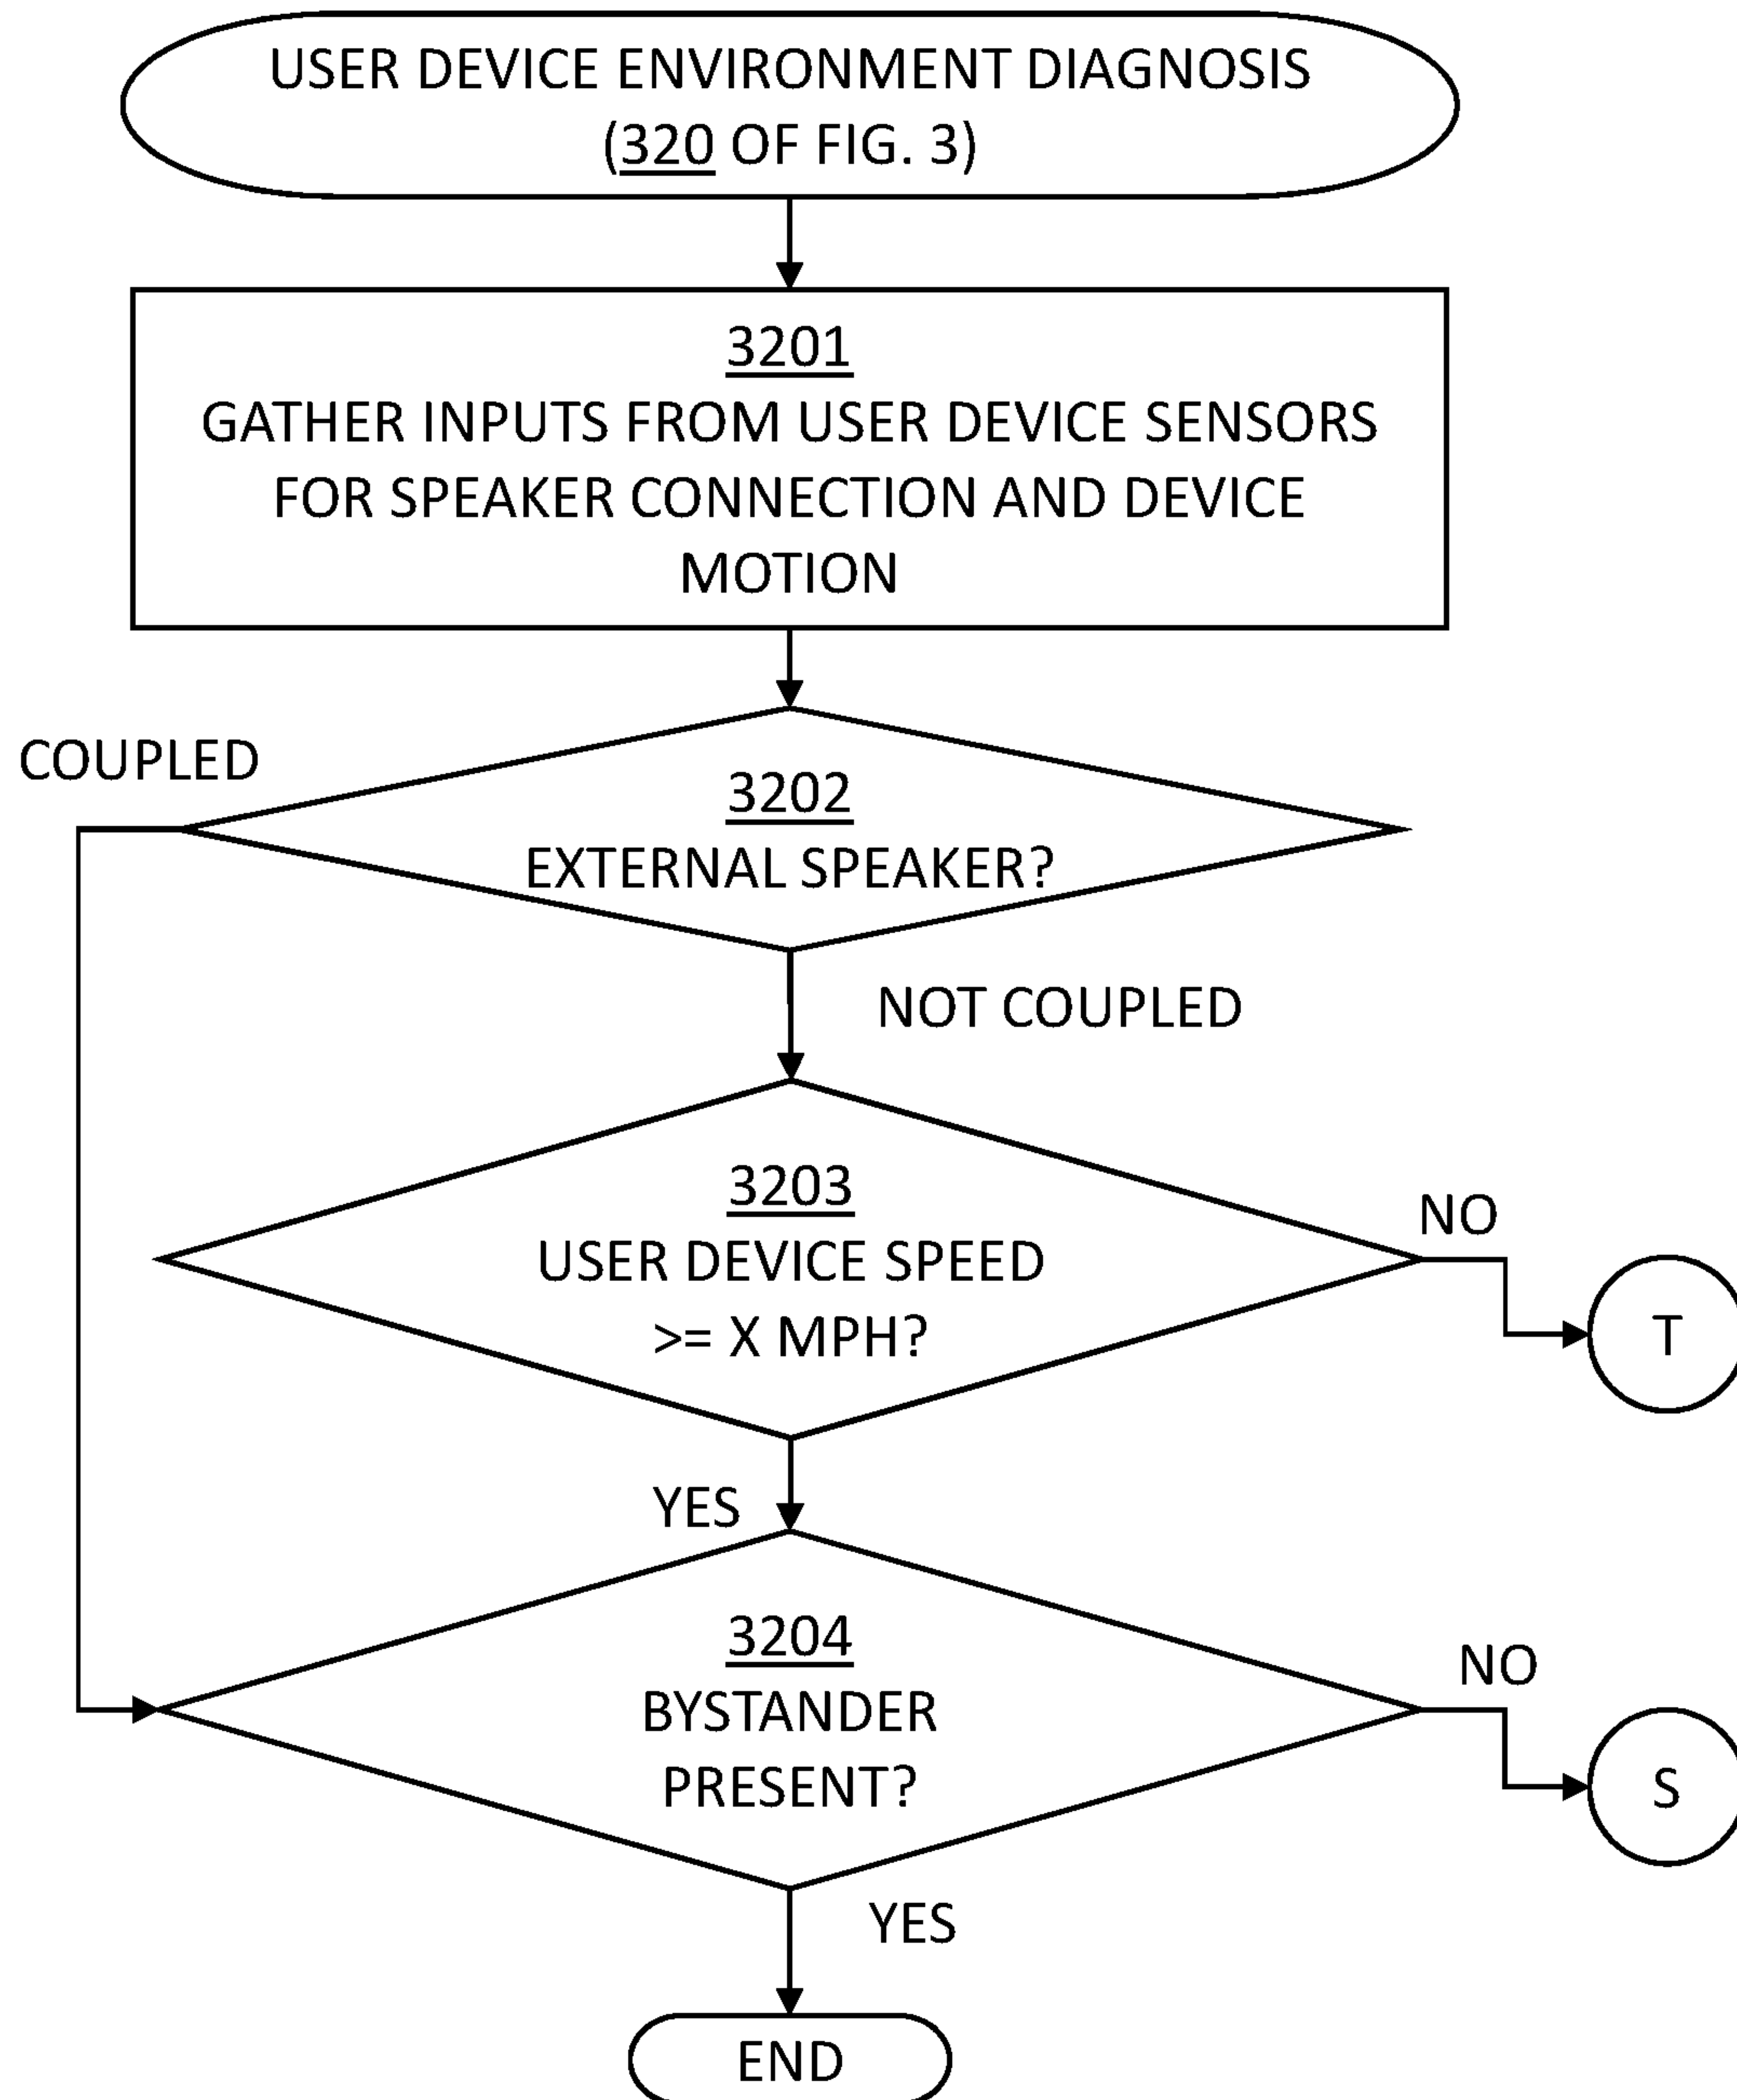 USER DEVICE ENVIRONMENT DIAGNOSIS
(320 OF FIG. 3)
3201
GATHER INPUTS FROM USER DEVICE SENSORS
FOR SPEAKER CONNECTION AND DEVICE
MOTION
COUPLED
3202
EXTERNAL SPEAKER?
NOT COUPLED
3203
USER DEVICE SPEED
>= X MPH?
NO
T
YES
3204
BYSTANDER
PRESENT?
NO
S
YES
END